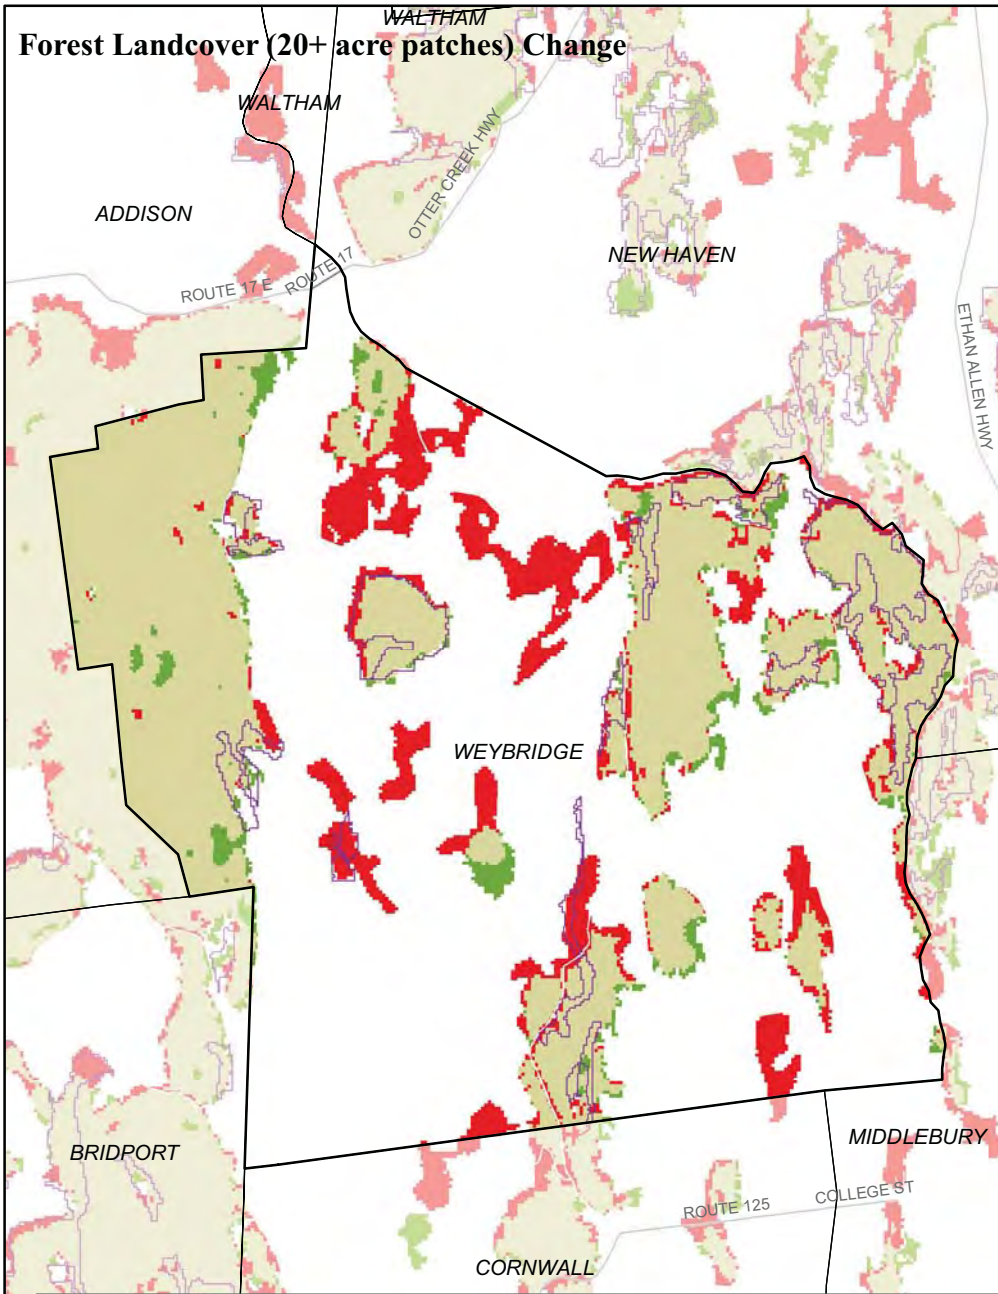 WALTHAM
Forest Landcover (20+ acre patches) Change
WALTHAM
OTTER CREEK HWY
ADDISON
NEW HAVEN
ROUTE 17
ROUTE 17 E
ETHAN ALLEN HWY
WEYBRIDGE
MIDDLEBURY
BRIDPORT
COLLEGE ST
ROUTE 125
CORNWALL